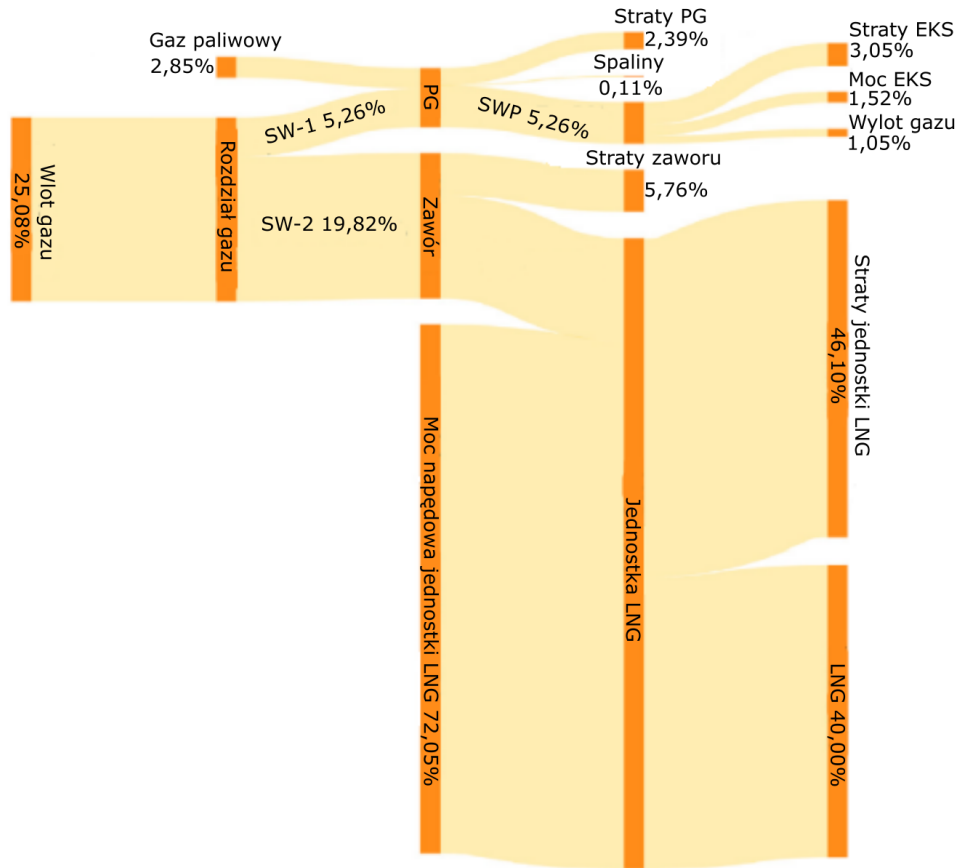 Straty PG
2,39%
Straty EKS
3,05%
Gaz paliwowy
2,85%
Spaliny
0,11%
Moc EKS
1,52%
PG
SW-1 5,26%
SWP 5,26%
Wylot gazu
1,05%
Wlot gazu
25,08%
Rozdział gazu
Straty zaworu
5,76%
SW-2 19,82%
Zawór
Straty jednostki LNG
46,10%
Moc napędowa jednostki LNG 72,05%
Jednostka LNG
LNG 40,00%